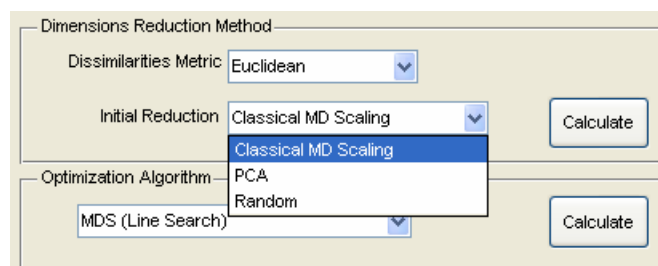 Dimensions Reduction Method
Dissimilarities Metric Euclidean
Initial Reduction Classical MD Scaling Calculate
Classical MD Scaling
PCA
Random
Optimization Algorithm
MDS (Line Search) Calculate